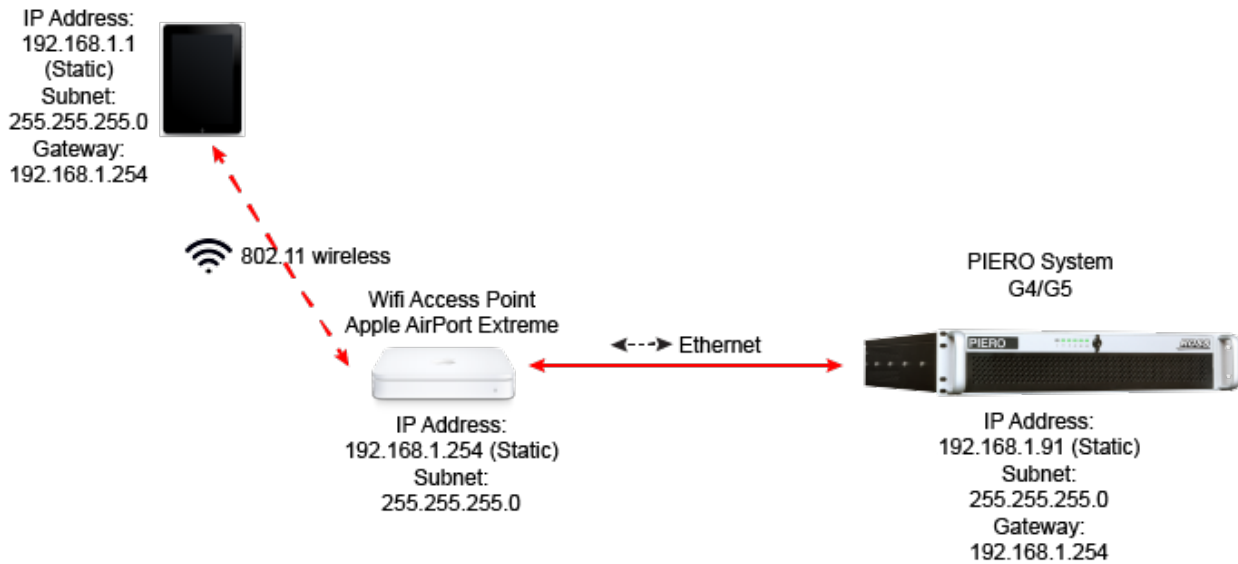 IP Address:
192.168.1.1
(Static)
Subnet:
255.255.255.0
Gateway:
192.168.1.254
802.11 wireless
Wifi Access Point
Apple AirPort Extreme
IP Address:
192.168.1.254 (Static)
Subnet:
255.255.255.0
Ethernet
PIERO System
G4/G5
PIERO
IP Address:
192.168.1.91 (Static)
Subnet:
255.255.255.0
Gateway:
192.168.1.254